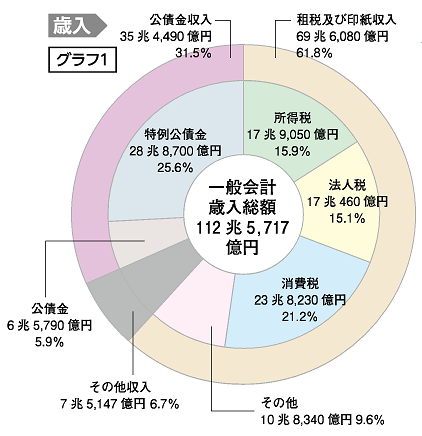 歳入
グラフ1
公債金収入
35 兆 4,490 億円
31.5%
租税及び印紙収入
69 兆 6,080 億円
61.8%
所得税
17 兆 9,050 億円
15.9%
特例公債金
28 兆 8,700 億円
25.6%
一般会計
歳入総額
112 兆 5,717
億円
法人税
17 兆 460 億円
15.1%
消費税
23 兆 8,230 億円
21.2%
公債金
6 兆 5,790 億円
5.9%
その他収入
7 兆 5,147 億円 6.7%
その他
10 兆 8,340 億円 9.6%